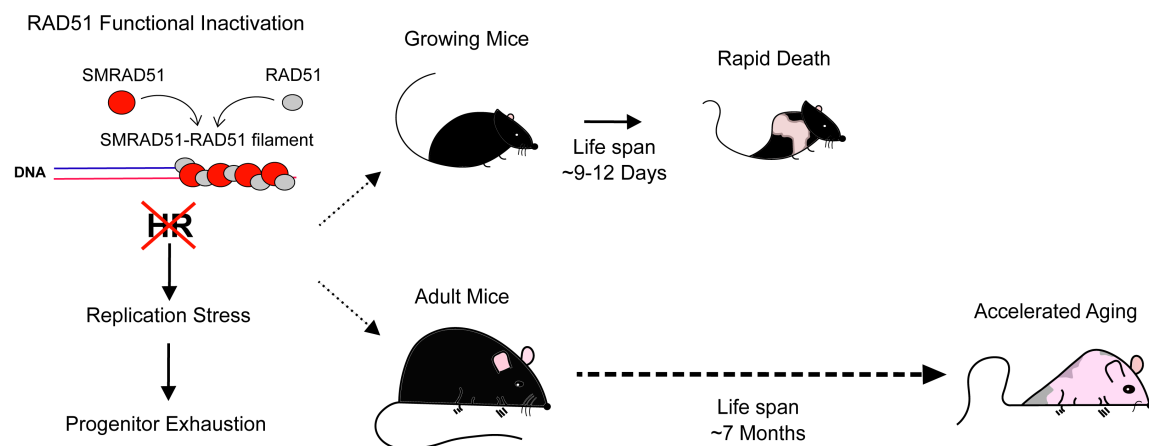 RAD51 Functional Inactivation
SMRAD51
RAD51
SMRAD51-RAD51 filament
DNA
HR
Replication Stress
Progenitor Exhaustion
Growing Mice
Life span
~9-12 Days
Rapid Death
Adult Mice
Life span
~7 Months
Accelerated Aging